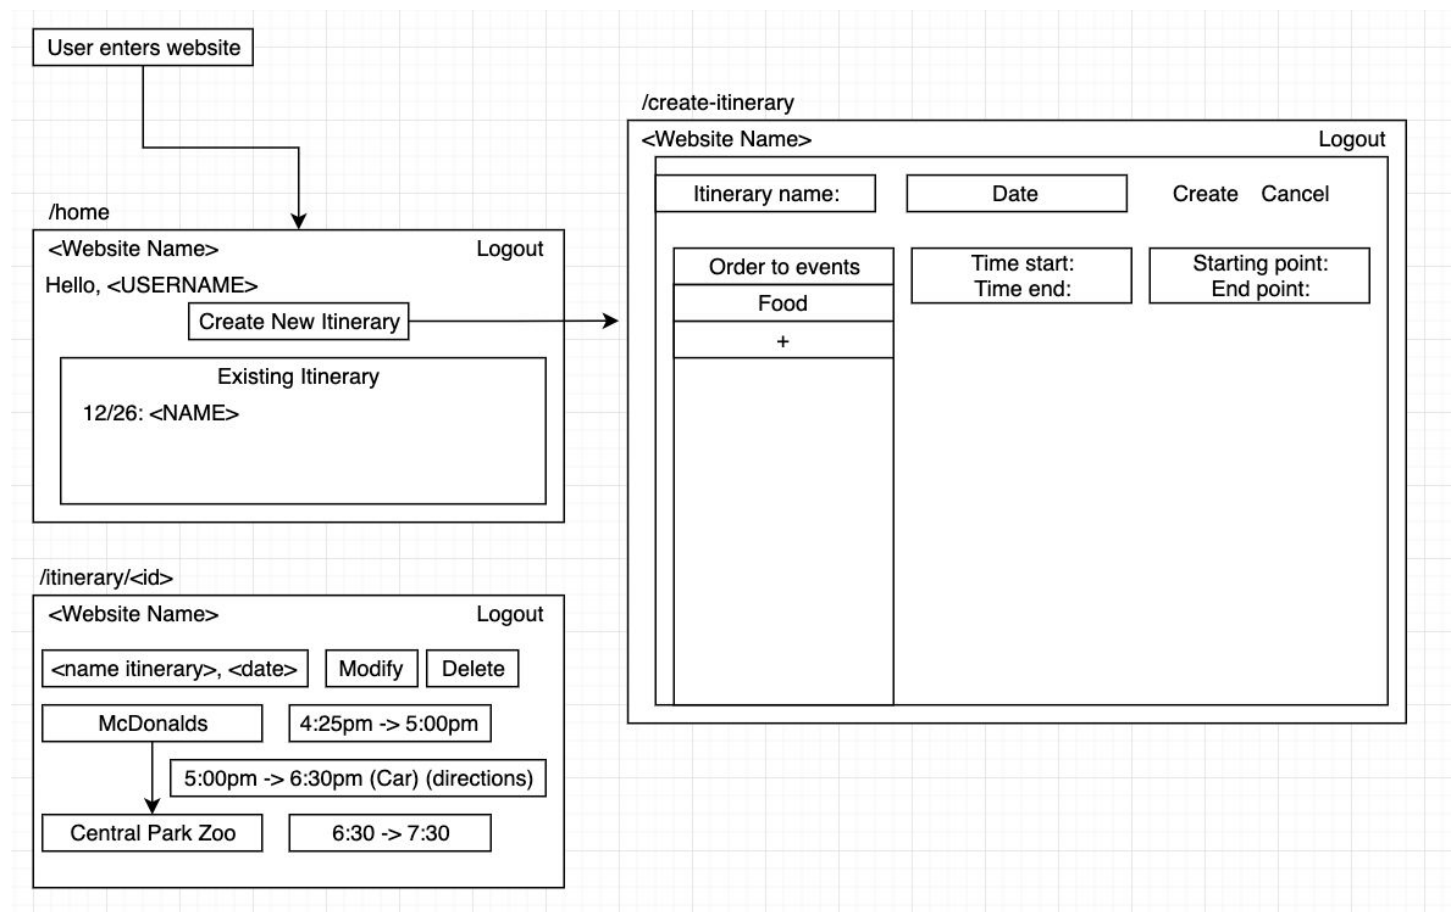 User enters website
/home
<Website Name> Logout
Hello, <USERNAME>
Create New Itinerary
Existing Itinerary
12/26: <NAME>
/itinerary/<id>
<Website Name> Logout
<name itinerary>, <date> Modify Delete
McDonalds 4:25pm -> 5:00pm
5:00pm -> 6:30pm (Car) (directions)
Central Park Zoo 6:30 -> 7:30
/create-itinerary
<Website Name> Logout
Itinerary name: Date Create Cancel
Order to events
Food
+
Time start:
Time end:
Starting point:
End point: